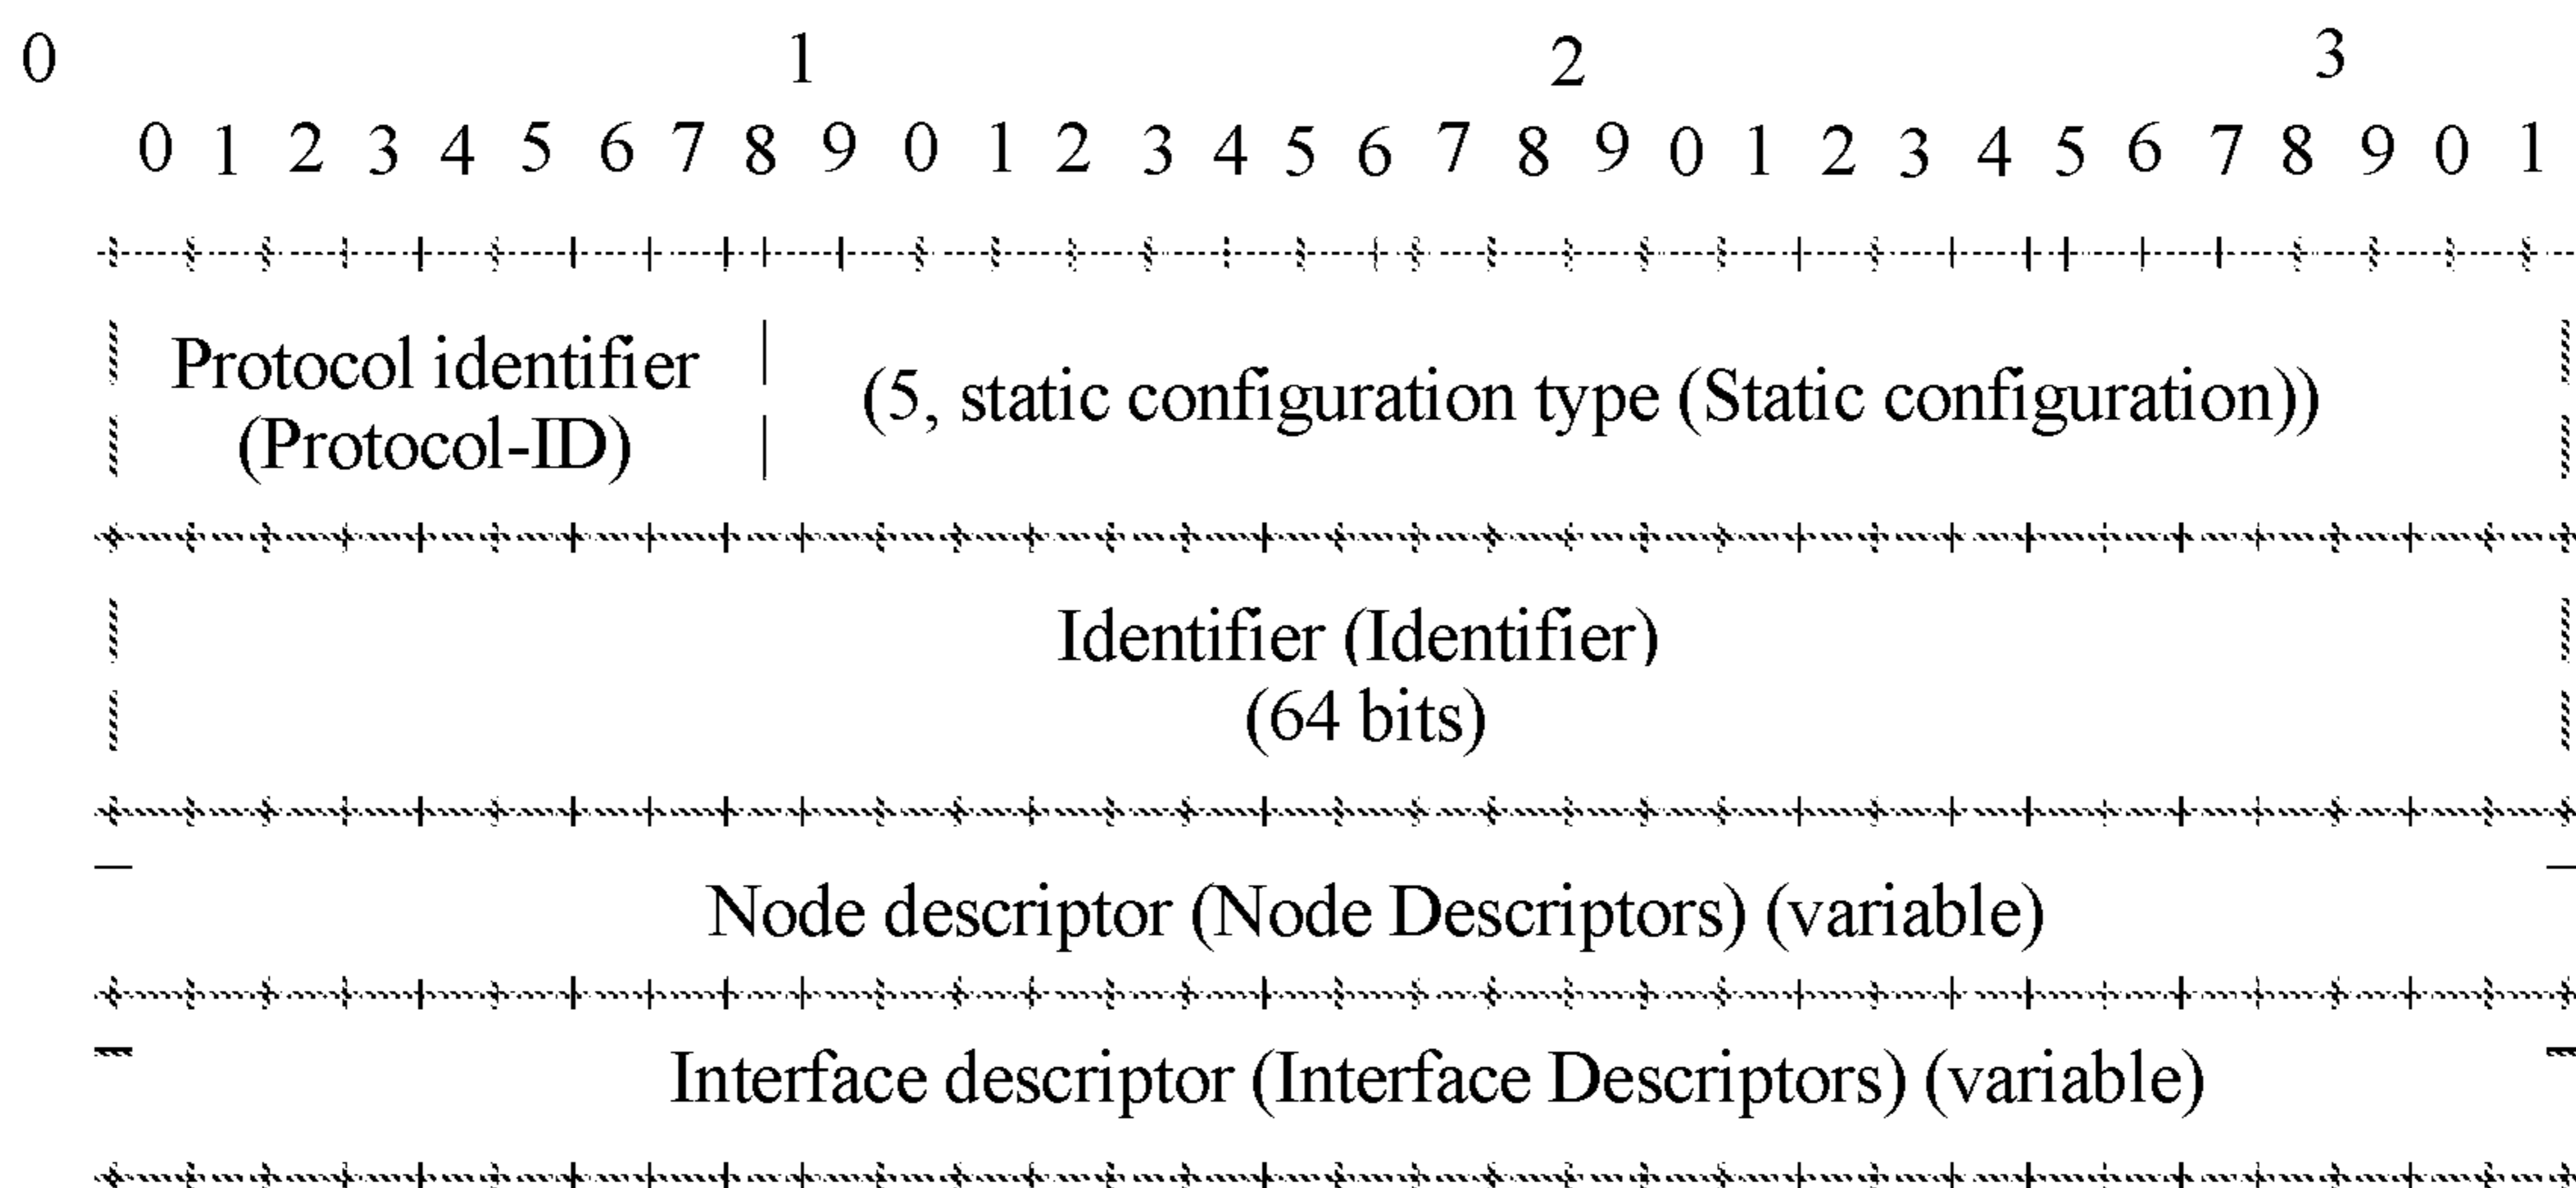 0 1 2 3
0 1 2 3 4 5 6 7 8 9 0 1 2 3 4 5 6 7 8 9 0 1 2 3 4 5 6 7 8 9 0 1
Protocol identifier
(Protocol-ID)
(5, static configuration type (Static configuration))
Identifier (Identifier)
(64 bits)
Node descriptor (Node Descriptors) (variable)
Interface descriptor (Interface Descriptors) (variable)